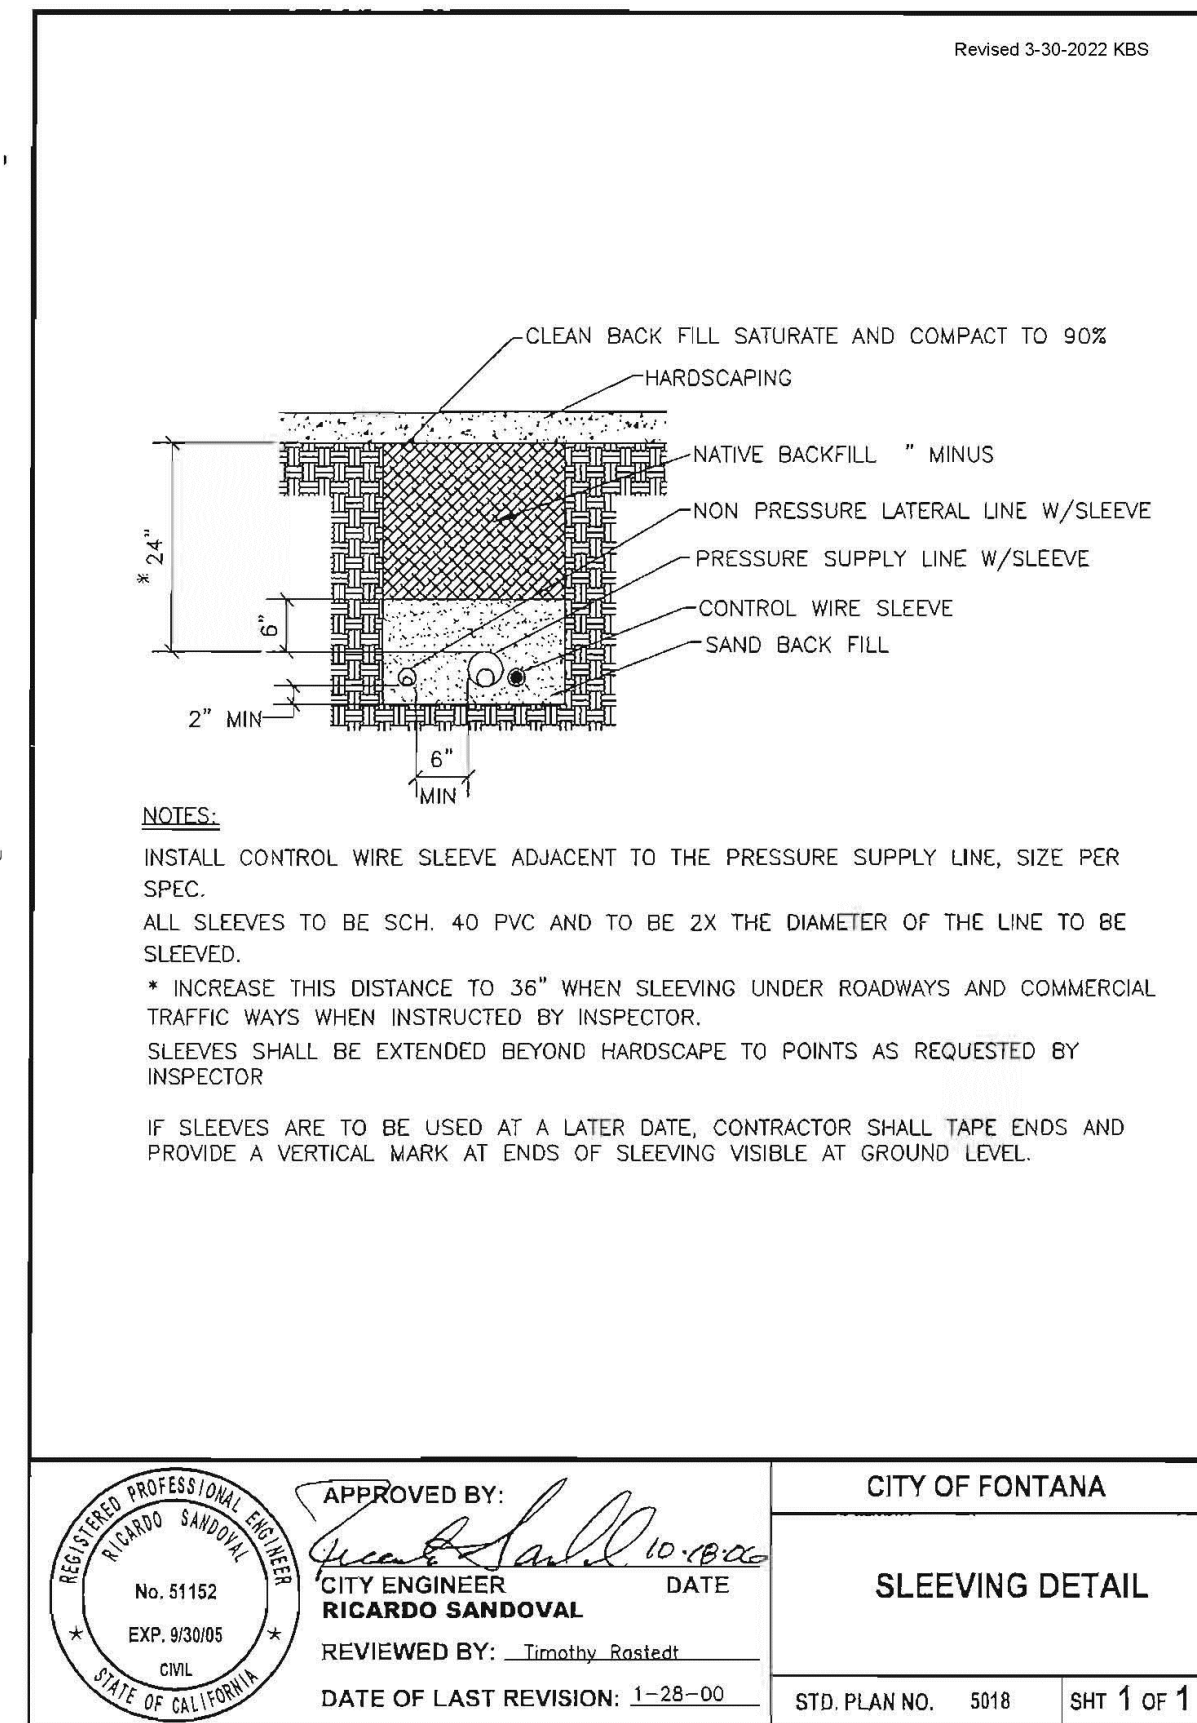 Revised 3-30-2022 KBS
CLEAN BACK FILL SATURATE AND COMPACT TO 90%
HARDSCAPING
NATIVE BACKFILL " MINUS
NON PRESSURE LATERAL LINE W/SLEEVE
PRESSURE SUPPLY LINE W/SLEEVE
CONTROL WIRE SLEEVE
SAND BACK FILL
* 24"
6"
2" MIN
6"
MIN
NOTES:
INSTALL CONTROL WIRE SLEEVE ADJACENT TO THE PRESSURE SUPPLY LINE, SIZE PER
SPEC.
ALL SLEEVES TO BE SCH. 40 PVC AND TO BE 2X THE DIAMETER OF THE LINE TO BE
SLEEVED.
* INCREASE THIS DISTANCE TO 36" WHEN SLEEVING UNDER ROADWAYS AND COMMERCIAL
TRAFFIC WAYS WHEN INSTRUCTED BY INSPECTOR.
SLEEVES SHALL BE EXTENDED BEYOND HARDSCAPE TO POINTS AS REQUESTED BY
INSPECTOR
IF SLEEVES ARE TO BE USED AT A LATER DATE, CONTRACTOR SHALL TAPE ENDS AND
PROVIDE A VERTICAL MARK AT ENDS OF SLEEVING VISIBLE AT GROUND LEVEL.
REGISTERED PROFESSIONAL ENGINEER
RICARDO SANDOVAL
No. 51152
EXP. 9/30/05
CIVIL
STATE OF CALIFORNIA
APPROVED BY:
Ricardo Sandoval 10-18-06
CITY ENGINEER DATE
RICARDO SANDOVAL
REVIEWED BY: Timothy Rostedt
DATE OF LAST REVISION: 1-28-00
CITY OF FONTANA
SLEEVING DETAIL
STD. PLAN NO. 5018
SHT 1 OF 1